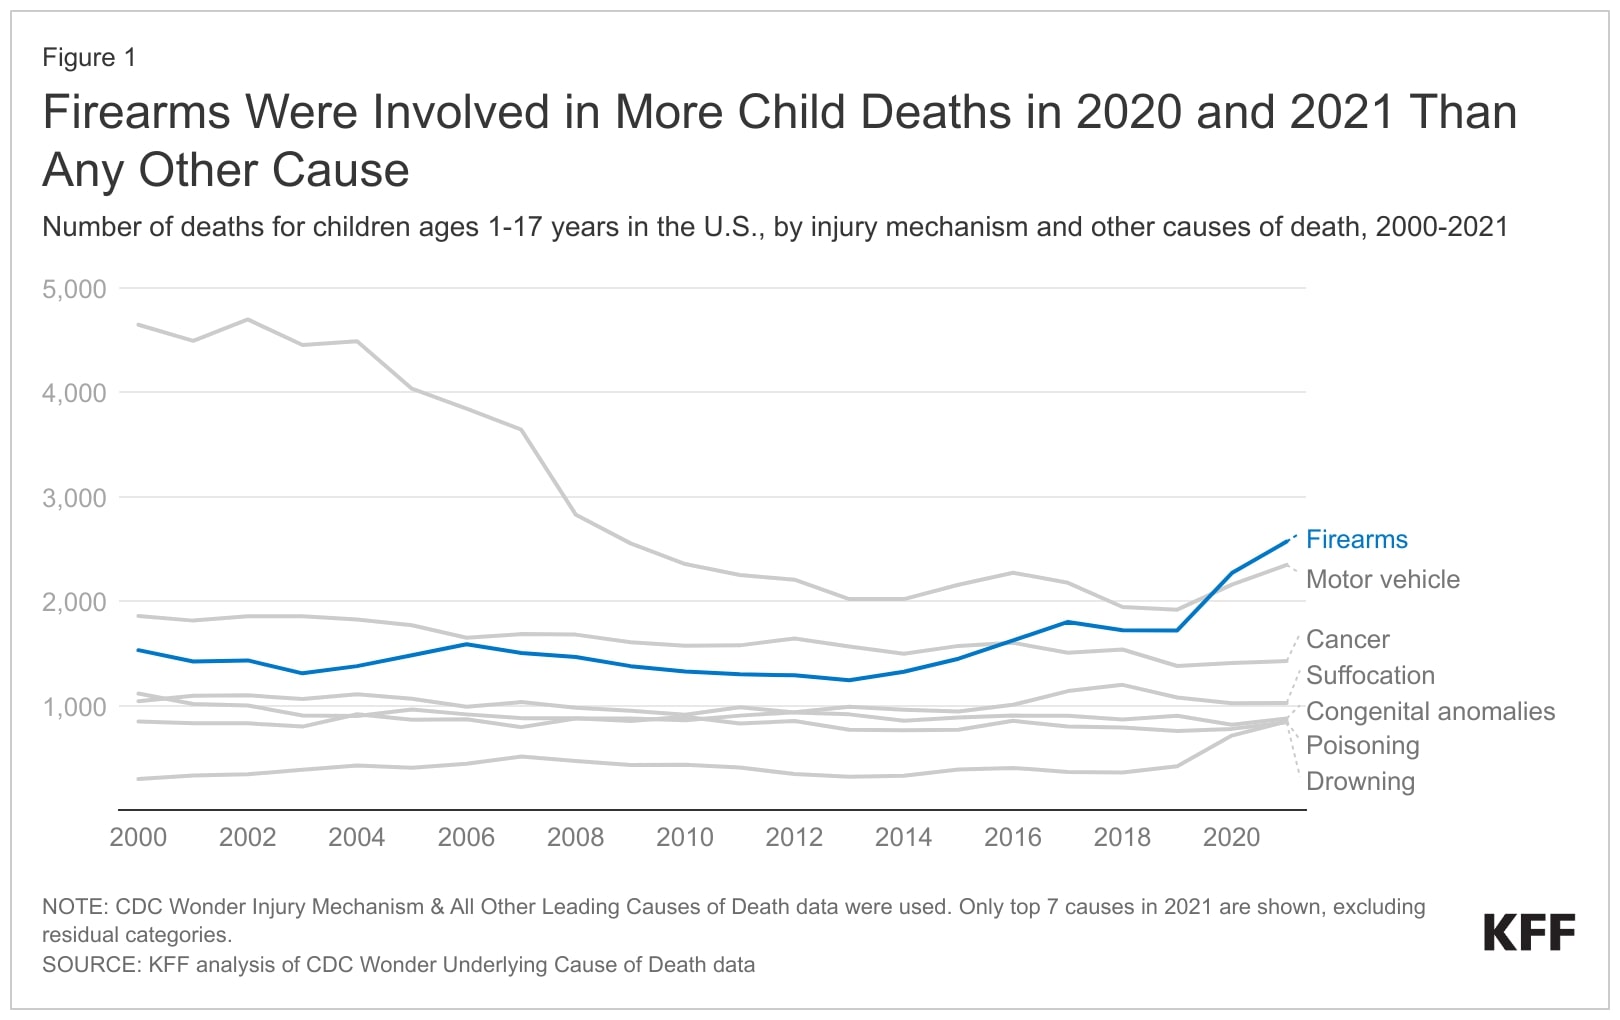 Figure 1
Firearms Were Involved in More Child Deaths in 2020 and 2021 Than
Any Other Cause
Number of deaths for children ages 1-17 years in the U.S., by injury mechanism and other causes of death, 2000-2021
5,000
4,000
3,000
2,000
1,000
Firearms
Motor vehicle
Cancer
Suffocation
Congenital anomalies
Poisoning
Drowning
2000 2002 2004 2006 2008 2010 2012 2014 2016 2018 2020
NOTE: CDC Wonder Injury Mechanism & All Other Leading Causes of Death data were used. Only top 7 causes in 2021 are shown, excluding
residual categories.
SOURCE: KFF analysis of CDC Wonder Underlying Cause of Death data
KFF